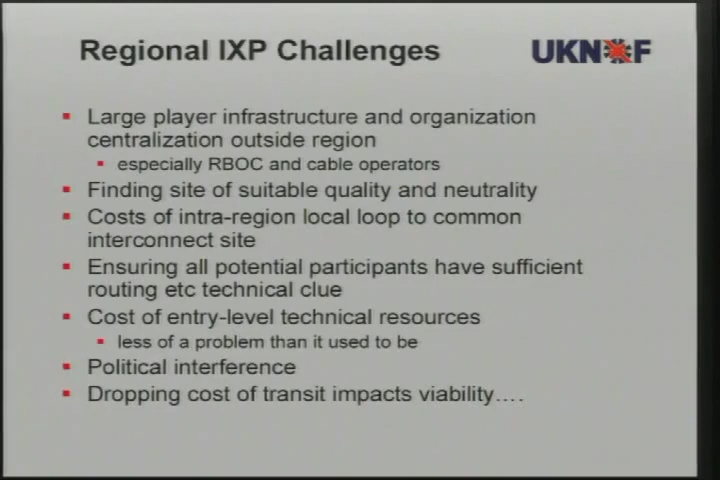 Regional IXP Challenges
UKNOF
Large player infrastructure and organization
centralization outside region
especially RBOC and cable operators
Finding site of suitable quality and neutrality
Costs of intra-region local loop to common
interconnect site
Ensuring all potential participants have sufficient
routing etc technical clue
Cost of entry-level technical resources
less of a problem than it used to be
Political interference
Dropping cost of transit impacts viability....